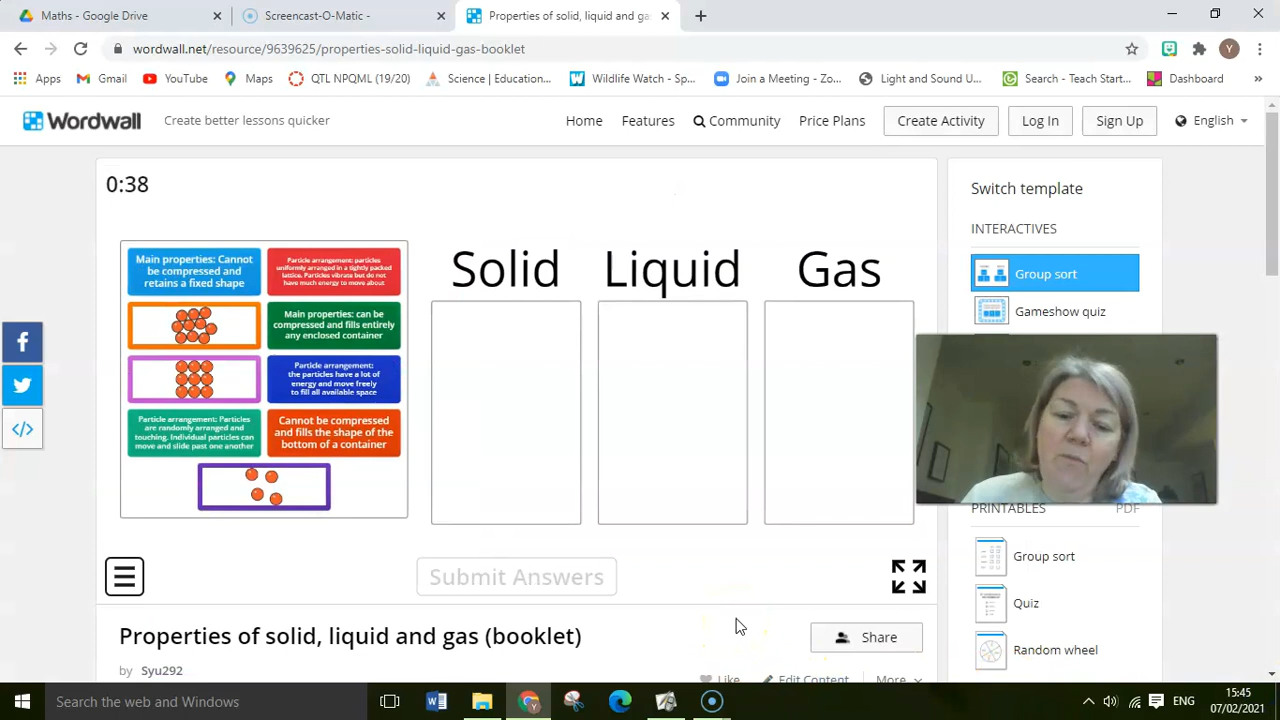 Maths - Google Drive
Screencast-O-Matic -
Properties of solid, liquid and ga
wordwall.net/resource/9639625/properties-solid-liquid-gas-booklet
Apps
Gmail
YouTube
Maps
QTL NPQML (19/20)
Science | Education...
Wildlife Watch - Sp...
Join a Meeting - Zo...
Light and Sound U...
Search - Teach Start...
Dashboard
Wordwall
Create better lessons quicker
Home
Features
Community
Price Plans
Create Activity
Log In
Sign Up
English
0:38
Main properties: Cannot
be compressed and
retains a fixed shape
Particle arrangement: particles
uniformly arranged in a tightly packed
lattice. Particles vibrate but do not
have much energy to move about
Main properties: can be
compressed and fills entirely
any enclosed container
Particle arrangement:
the particles have a lot of
energy and move freely
to fill all available space
Particle arrangement: Particles
are randomly arranged and
touching. Individual particles can
move and slide past one another
Cannot be compressed
and fills the shape of the
bottom of a container
Solid
Liquid
Gas
Submit Answers
Properties of solid, liquid and gas (booklet)
by Syu292
Share
Like
Edit Content
More
Switch template
INTERACTIVES
Group sort
Gameshow quiz
PRINTABLES
PDF
Group sort
Quiz
Random wheel
Search the web and Windows
ENG
15:45
07/02/2021